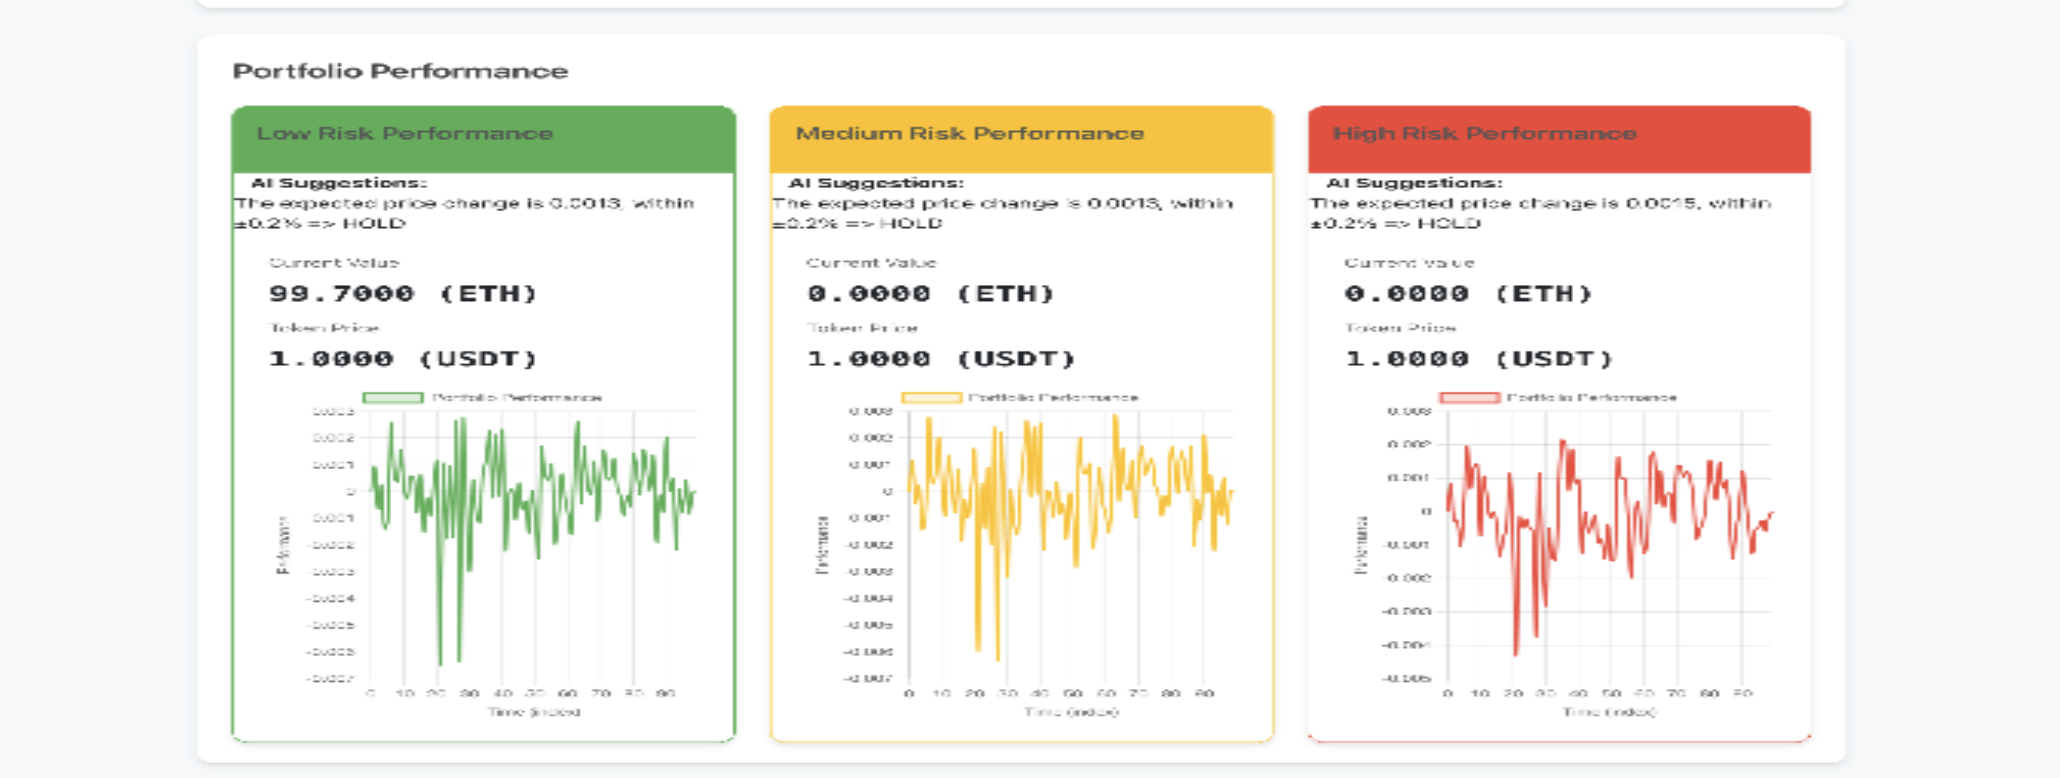 Portfolio Performance
Low Risk Performance
AI Suggestions:
The expected price change is 0.0013, within
±0.2% => HOLD
Current Value
99.7000 (ETH)
Token Price
1.0000 (USDT)
Portfolio Performance
0.003
0.002
0.001
0
-0.001
-0.002
-0.003
-0.004
-0.005
-0.006
-0.007
Performance
0 10 20 30 40 50 60 70 80 90
Time (index)
Medium Risk Performance
AI Suggestions:
The expected price change is 0.0013, within
±0.2% => HOLD
Current Value
0.0000 (ETH)
Token Price
1.0000 (USDT)
Portfolio Performance
0.003
0.002
0.001
0
-0.001
-0.002
-0.003
-0.004
-0.005
-0.006
-0.007
Performance
0 10 20 30 40 50 60 70 80 90
Time (index)
High Risk Performance
AI Suggestions:
The expected price change is 0.0015, within
±0.2% => HOLD
Current Value
0.0000 (ETH)
Token Price
1.0000 (USDT)
Portfolio Performance
0.003
0.002
0.001
0
-0.001
-0.002
-0.003
-0.004
-0.005
Performance
0 10 20 30 40 50 60 70 80 90
Time (index)